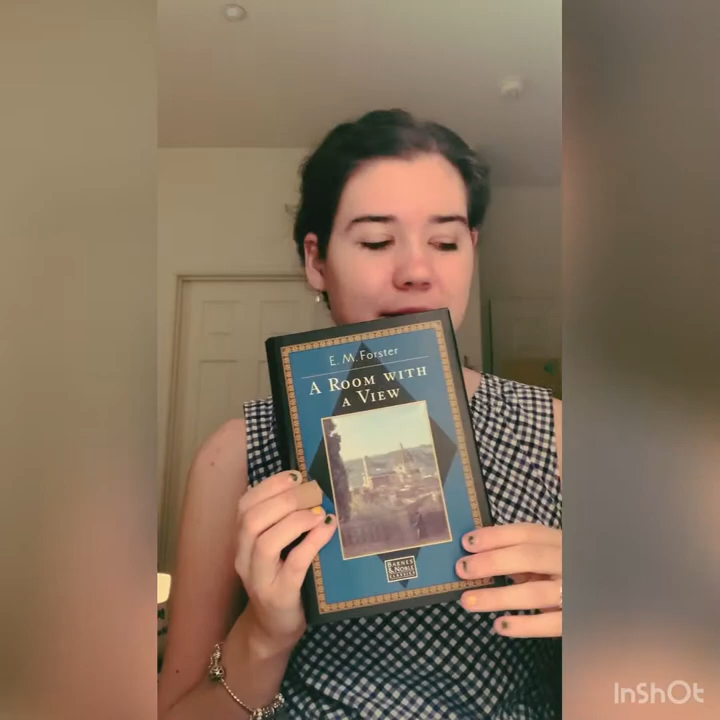 E. M. Forster
A ROOM WITH
A VIEW
BARNES
& NOBLE
CLASSICS
InShOt